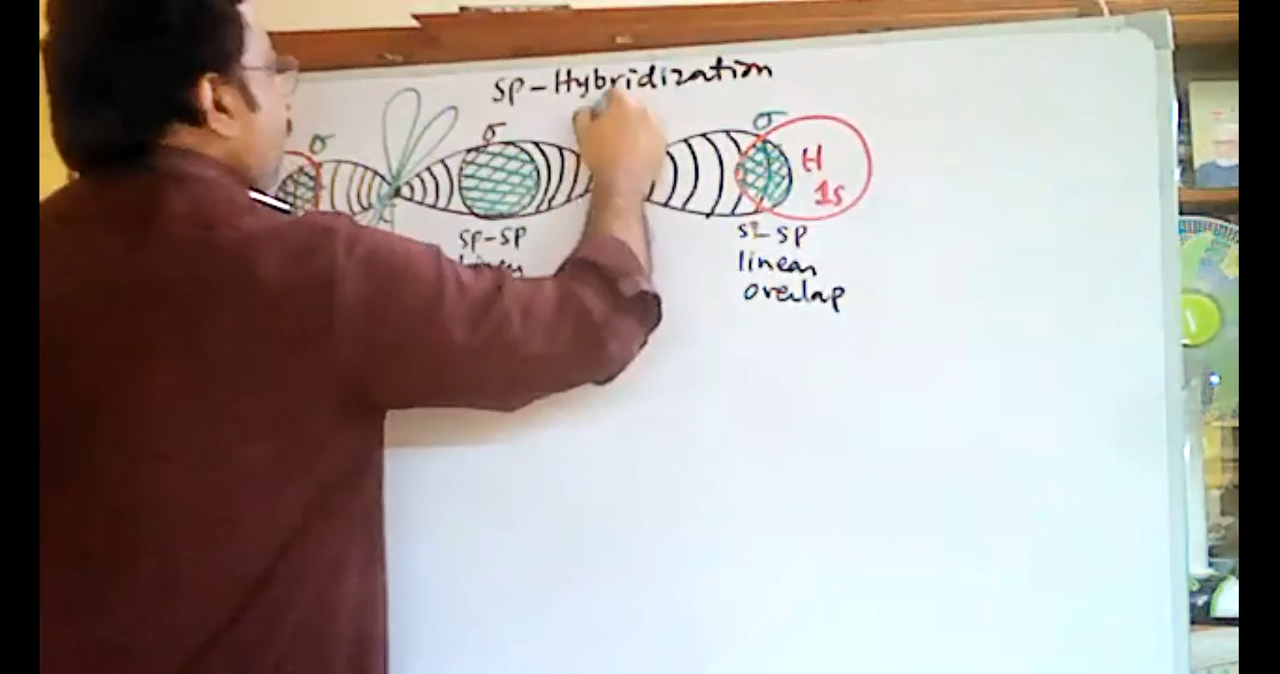 SP-Hybridization
σ
σ
σ
H
1s
SP-SP
S-SP
linear
overlap